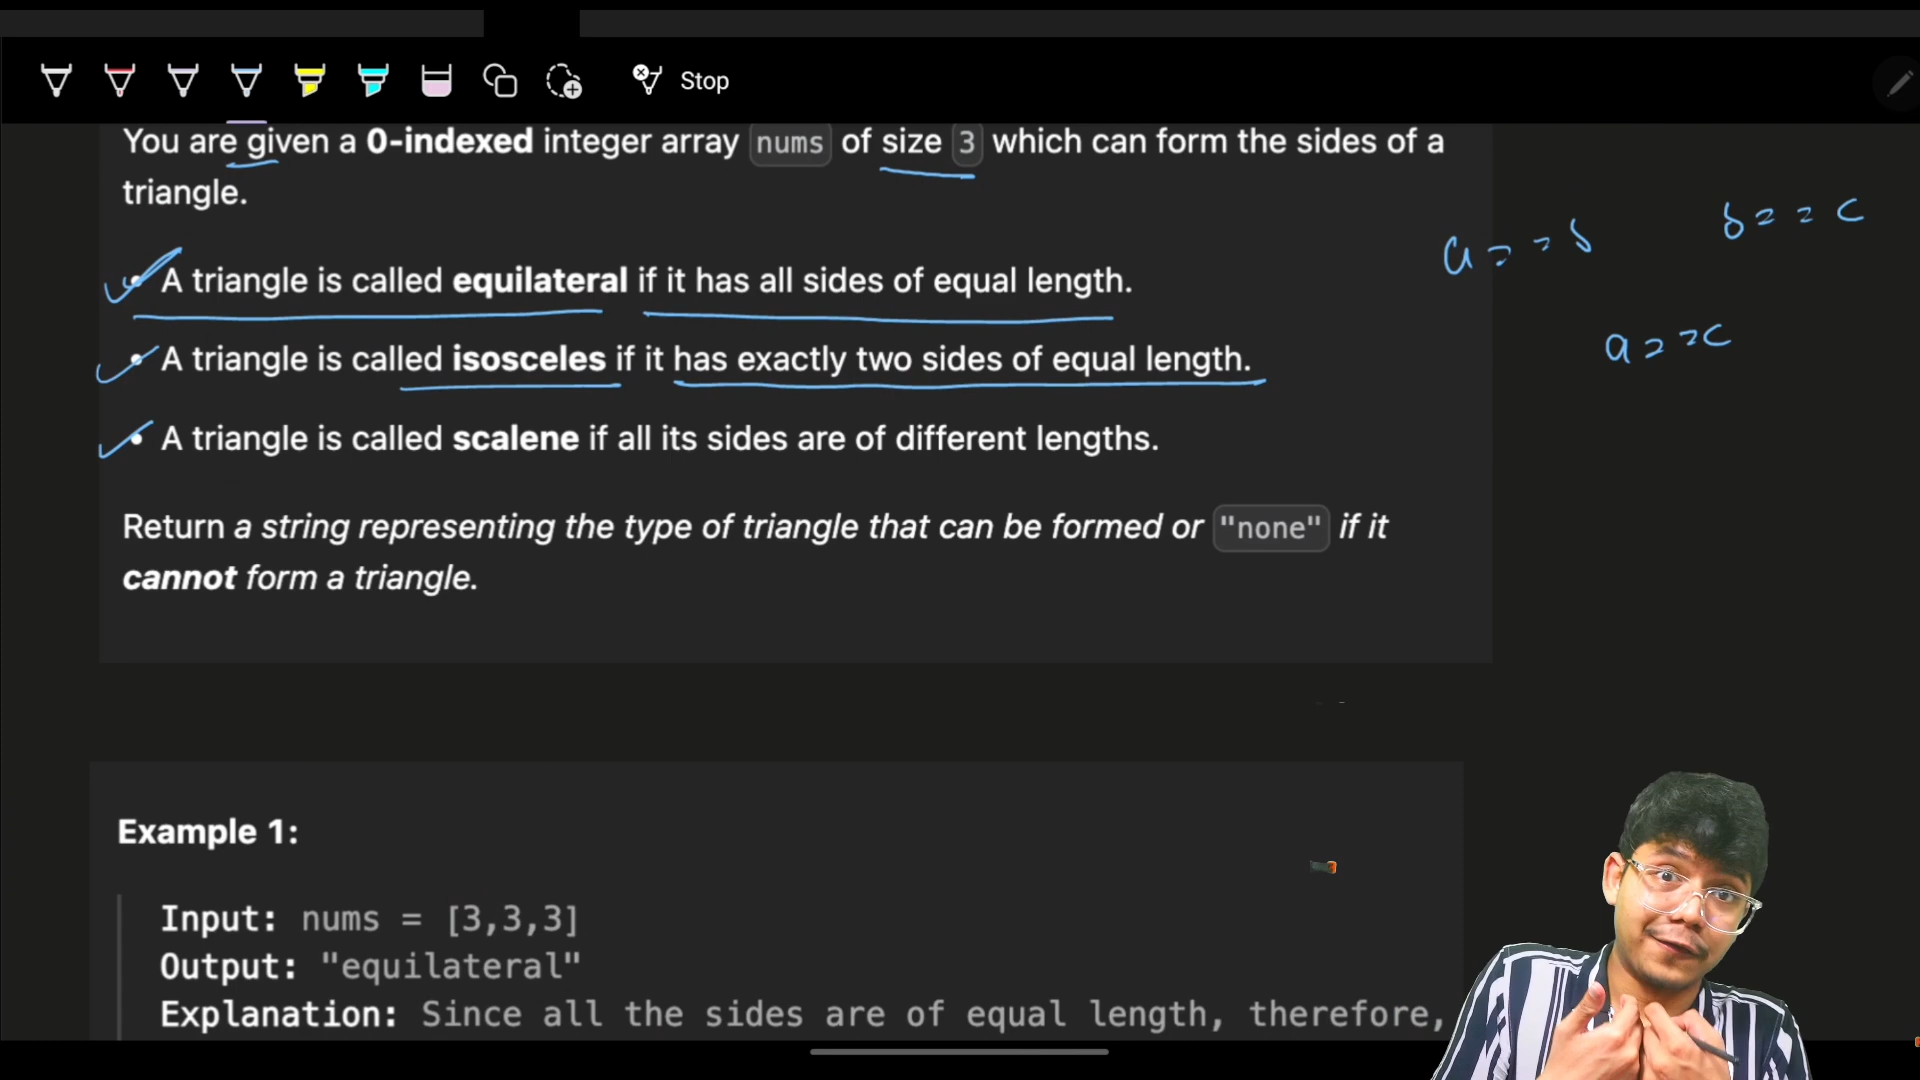 Stop
You are given a 0-indexed integer array nums of size 3 which can form the sides of a
triangle.
A triangle is called equilateral if it has all sides of equal length.
A triangle is called isosceles if it has exactly two sides of equal length.
A triangle is called scalene if all its sides are of different lengths.
Return a string representing the type of triangle that can be formed or "none" if it
cannot form a triangle.
a == b
b == c
a == c
Example 1:
Input: nums = [3,3,3]
Output: "equilateral"
Explanation: Since all the sides are of equal length, therefore,